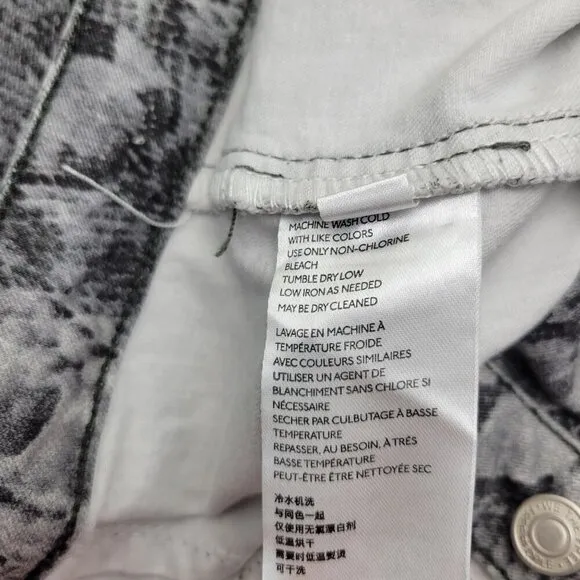 MACHINE WASH COLD
WITH LIKE COLORS
USE ONLY NON-CHLORINE
BLEACH
TUMBLE DRY LOW
LOW IRON AS NEEDED
MAY BE DRY CLEANED
LAVAGE EN MACHINE À
TEMPÉRATURE FROIDE
AVEC COULEURS SIMILAIRES
UTILISER UN AGENT DE
BLANCHIMENT SANS CHLORE SI
NÉCESSAIRE
SECHER PAR CULBUTAGE À BASSE
TEMPERATURE
REPASSER, AU BESOIN, À TRÈS
BASSE TEMPÉRATURE
PEUT-ÊTRE ÊTRE NETTOYÉE SEC
冷水机洗
与同色一起
仅使用无氯漂白剂
低温烘干
需要时低温熨烫
可干洗